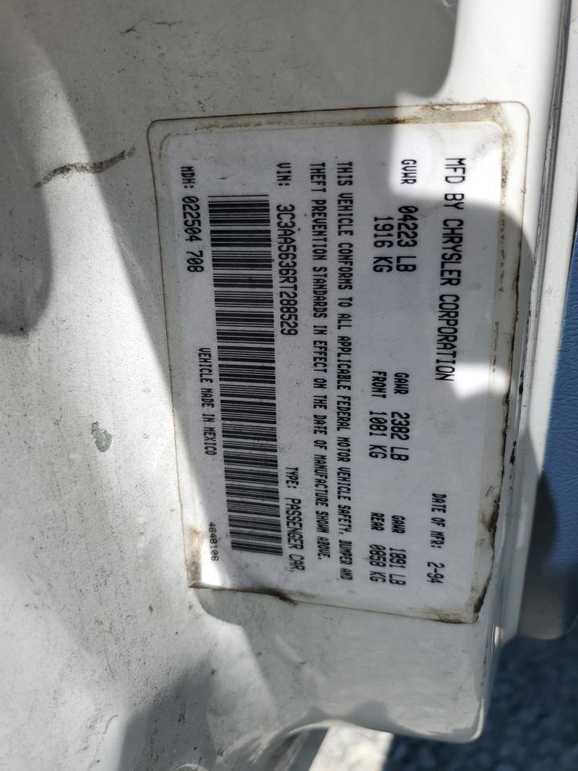 MFD BY CHRYSLER CORPORATION DATE OF MFR: 2-94
GVWR 04223 LB GAWR 2382 LB GAWR 1891 LB
1916 KG FRONT 1081 KG REAR 0858 KG
THIS VEHICLE CONFORMS TO ALL APPLICABLE FEDERAL MOTOR VEHICLE SAFETY, BUMPER AND
THEFT PREVENTION STANDARDS IN EFFECT ON THE DATE OF MANUFACTURE SHOWN ABOVE.
VIN: 3C3AA5636RT288529 TYPE: PASSENGER CAR
MDH: 022504 708 VEHICLE MADE IN MEXICO 4648106